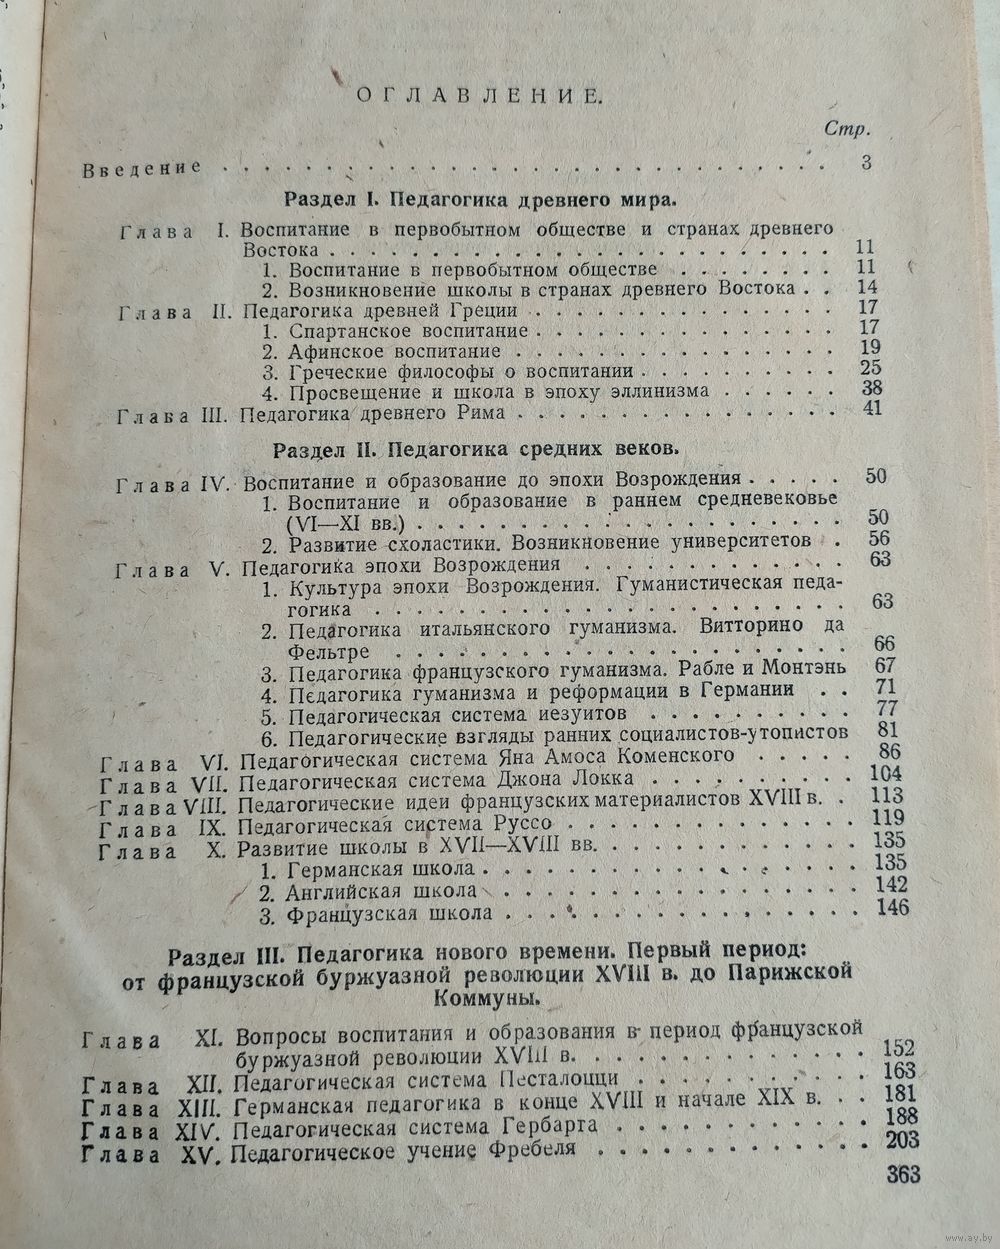 ОГЛАВЛЕНИЕ.
Стр.
Введение . . . . . . . . . . . . . . . . . . . . . . . . 3
Раздел I. Педагогика древнего мира.
Глава I. Воспитание в первобытном обществе и странах древнего
Востока . . . . . . . . . . . . . . . . . . . . 11
1. Воспитание в первобытном обществе . . . . . . . . 11
2. Возникновение школы в странах древнего Востока . . 14
Глава II. Педагогика древней Греции . . . . . . . . . . . . . . . 17
1. Спартанское воспитание . . . . . . . . . . . . . . . 17
2. Афинское воспитание . . . . . . . . . . . . . . . . 19
3. Греческие философы о воспитании . . . . . . . . . . 25
4. Просвещение и школа в эпоху эллинизма . . . . . . 38
Глава III. Педагогика древнего Рима . . . . . . . . . . . . . . . . 41
Раздел II. Педагогика средних веков.
Глава IV. Воспитание и образование до эпохи Возрождения . . . . . 50
1. Воспитание и образование в раннем средневековье
(VI—XI вв.) . . . . . . . . . . . . . . . . . . . 50
2. Развитие схоластики. Возникновение университетов . 56
Глава V. Педагогика эпохи Возрождения . . . . . . . . . . . . . 63
1. Культура эпохи Возрождения. Гуманистическая педа-
гогика . . . . . . . . . . . . . . . . . . . . . . 63
2. Педагогика итальянского гуманизма. Витторино да
Фельтре . . . . . . . . . . . . . . . . . . . . . 66
3. Педагогика французского гуманизма. Рабле и Монтэнь 67
4. Педагогика гуманизма и реформации в Германии . . 71
5. Педагогическая система иезуитов . . . . . . . . . . 77
6. Педагогические взгляды ранних социалистов-утопистов 81
Глава VI. Педагогическая система Яна Амоса Коменского . . . . . 86
Глава VII. Педагогическая система Джона Локка . . . . . . . . . . 104
Глава VIII. Педагогические идеи французских материалистов XVIII в. . 113
Глава IX. Педагогическая система Руссо . . . . . . . . . . . . . . 119
Глава X. Развитие школы в XVII—XVIII вв. . . . . . . . . . . . . 135
1. Германская школа . . . . . . . . . . . . . . . . . . 135
2. Английская школа . . . . . . . . . . . . . . . . . 142
3. Французская школа . . . . . . . . . . . . . . . . . 146
Раздел III. Педагогика нового времени. Первый период:
от французской буржуазной революции XVIII в. до Парижской
Коммуны.
Глава XI. Вопросы воспитания и образования в период французской
буржуазной революции XVIII в. . . . . . . . . . . . . 152
Глава XII. Педагогическая система Песталоцци . . . . . . . . . . 163
Глава XIII. Германская педагогика в конце XVIII и начале XIX в. . . 181
Глава XIV. Педагогическая система Гербарта . . . . . . . . . . . 188
Глава XV. Педагогическое учение Фребеля . . . . . . . . . . . . 203
363
www.ay.by